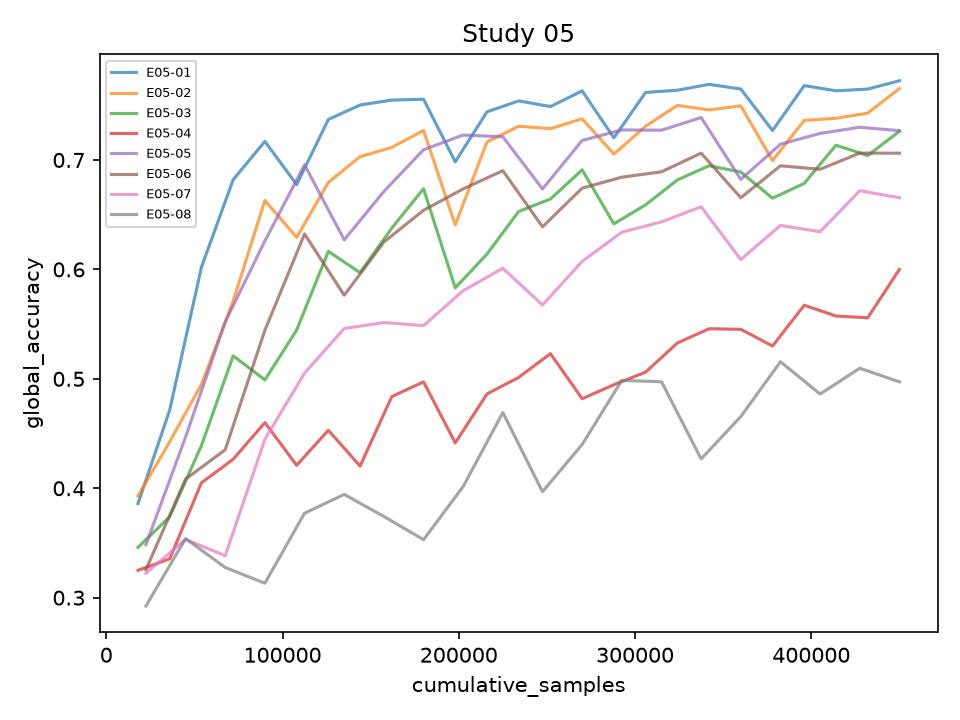 Study 05
E05-01
E05-02
E05-03
E05-04
E05-05
E05-06
E05-07
E05-08
global_accuracy
0.7
0.6
0.5
0.4
0.3
0
100000
200000
300000
400000
cumulative_samples